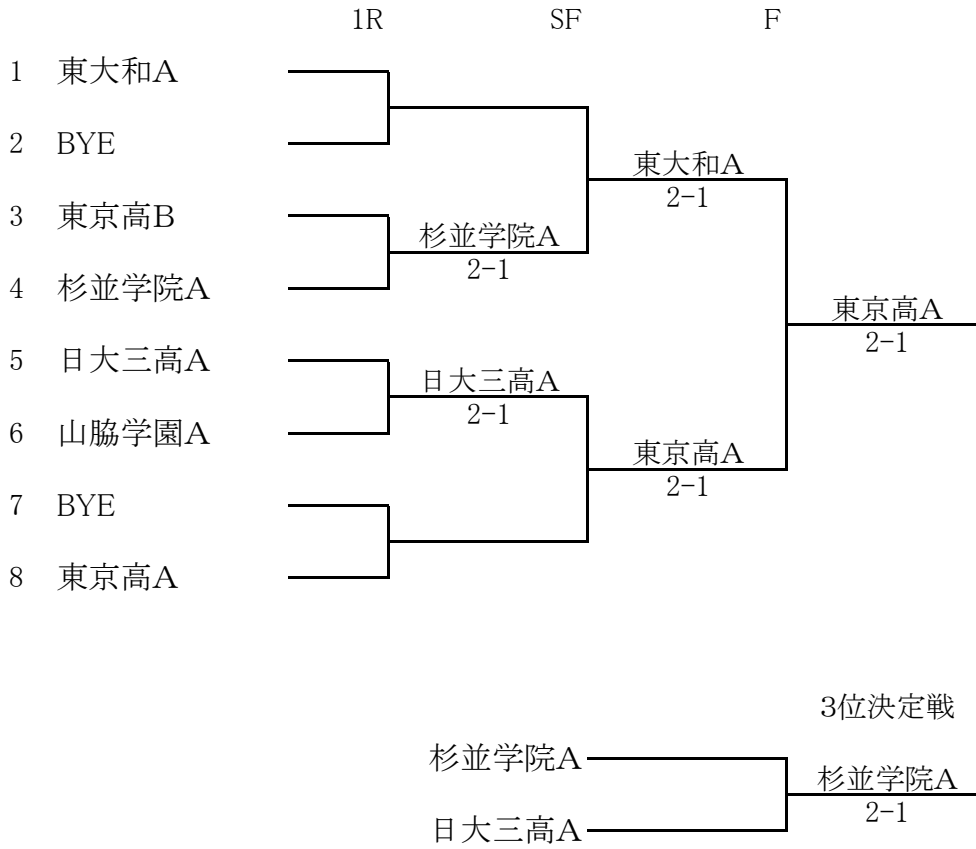 1R SF F
1 東大和A
2 BYE
東大和A
2-1
3 東京高B
杉並学院A
2-1
4 杉並学院A
東京高A
2-1
5 日大三高A
日大三高A
2-1
6 山脇学園A
東京高A
2-1
7 BYE
8 東京高A
3位決定戦
杉並学院A
杉並学院A
2-1
日大三高A